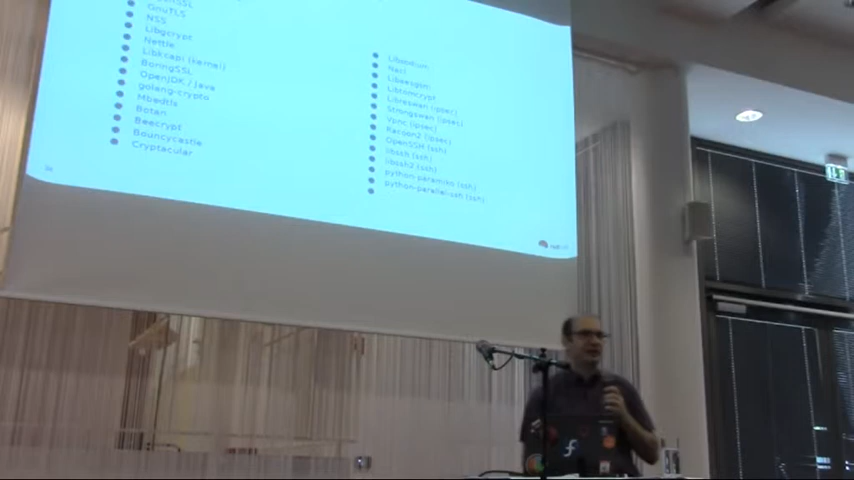 GnuTLS
NSS
Libgcrypt
Nettle
Libkcapi (kernel)
BoringSSL
OpenJDK / Java
golang-crypto
MbedTLS
Botan
Beecrypt
Bouncycastle
Cryptacular
Libsodium
Nacl
Libtomcrypt
Libreswan (ipsec)
Strongswan (ipsec)
Vpnc (ipsec)
Racoon2 (ipsec)
OpenSSH (ssh)
libssh (ssh)
libssh2 (ssh)
python-paramiko (ssh)
python-parallel-ssh (ssh)